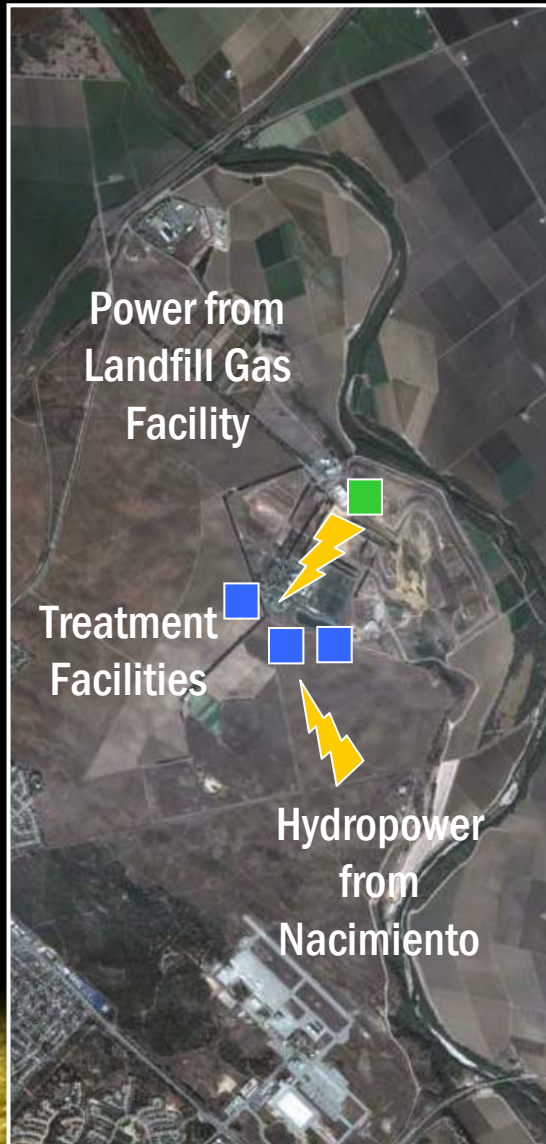 Power from
Landfill Gas
Facility
Treatment
Facilities
Hydropower
from
Nacimiento